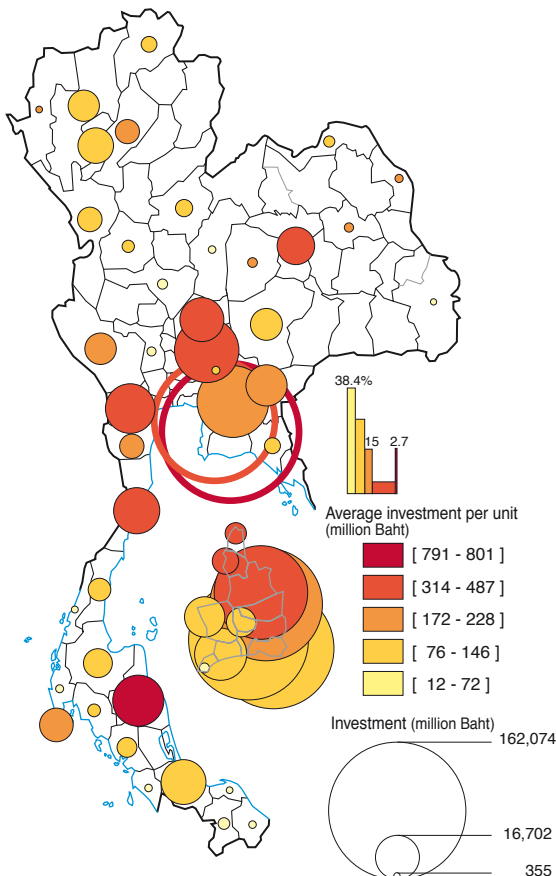 38.4%
15
2.7
Average investment per unit
(million Baht)
[ 791 - 801 ]
[ 314 - 487 ]
[ 172 - 228 ]
[ 76 - 146 ]
[ 12 - 72 ]
Investment (million Baht)
162,074
16,702
355